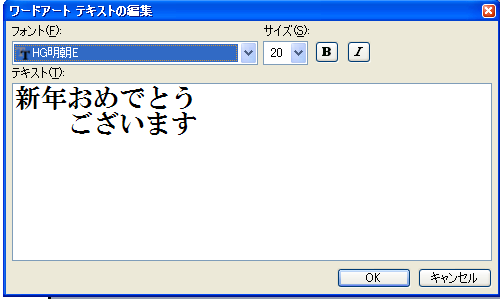 ワードアート テキストの編集
フォント(F): サイズ(S):
HG明朝E 20 B I
テキスト(T):
新年おめでとう
ございます
OK キャンセル